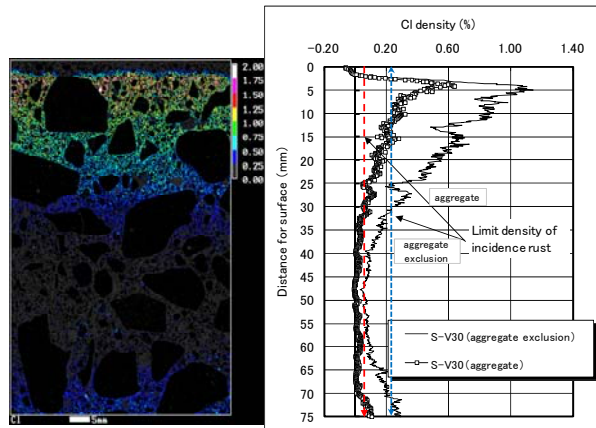 2.00
1.75
1.50
1.25
1.00
0.75
0.50
0.25
0.00
Cl
5mm
Cl density (%)
-0.20 0.20 0.60 1.00 1.40
Distance for surface (mm)
0
5
10
15
20
25
30
35
40
45
50
55
60
65
70
75
aggregate
aggregate
exclusion
Limit density of
incidence rust
S-V30 (aggregate exclusion)
S-V30 (aggregate)